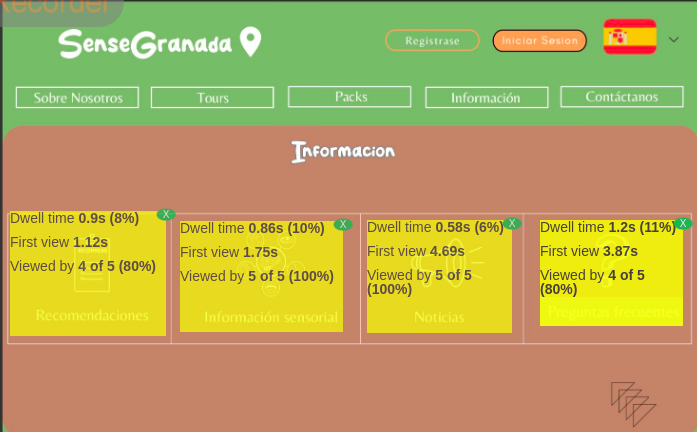 Recorder
SenseGranada
Registrase
Iniciar Sesion
Sobre Nosotros
Tours
Packs
Información
Contáctanos
Informacion
Dwell time 0.9s (8%)
X
First view 1.12s
Viewed by 4 of 5 (80%)
Recomendaciones
Dwell time 0.86s (10%)
X
First view 1.75s
Viewed by 5 of 5 (100%)
Información sensorial
Dwell time 0.58s (6%)
X
First view 4.69s
Viewed by 5 of 5
(100%)
Noticias
Dwell time 1.2s (11%)
X
First view 3.87s
Viewed by 4 of 5
(80%)
Preguntas frecuentes